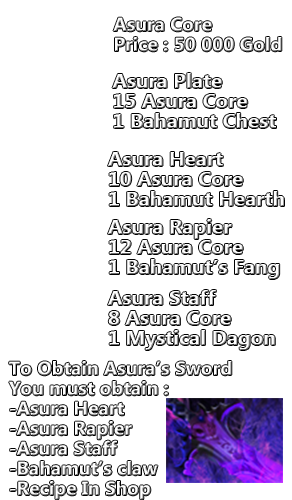 Asura Core
Price : 50 000 Gold
Asura Plate
15 Asura Core
1 Bahamut Chest
Asura Heart
10 Asura Core
1 Bahamut Hearth
Asura Rapier
12 Asura Core
1 Bahamut's Fang
Asura Staff
8 Asura Core
1 Mystical Dagon
To Obtain Asura's Sword
You must obtain :
-Asura Heart
-Asura Rapier
-Asura Staff
-Bahamut's claw
-Recipe In Shop